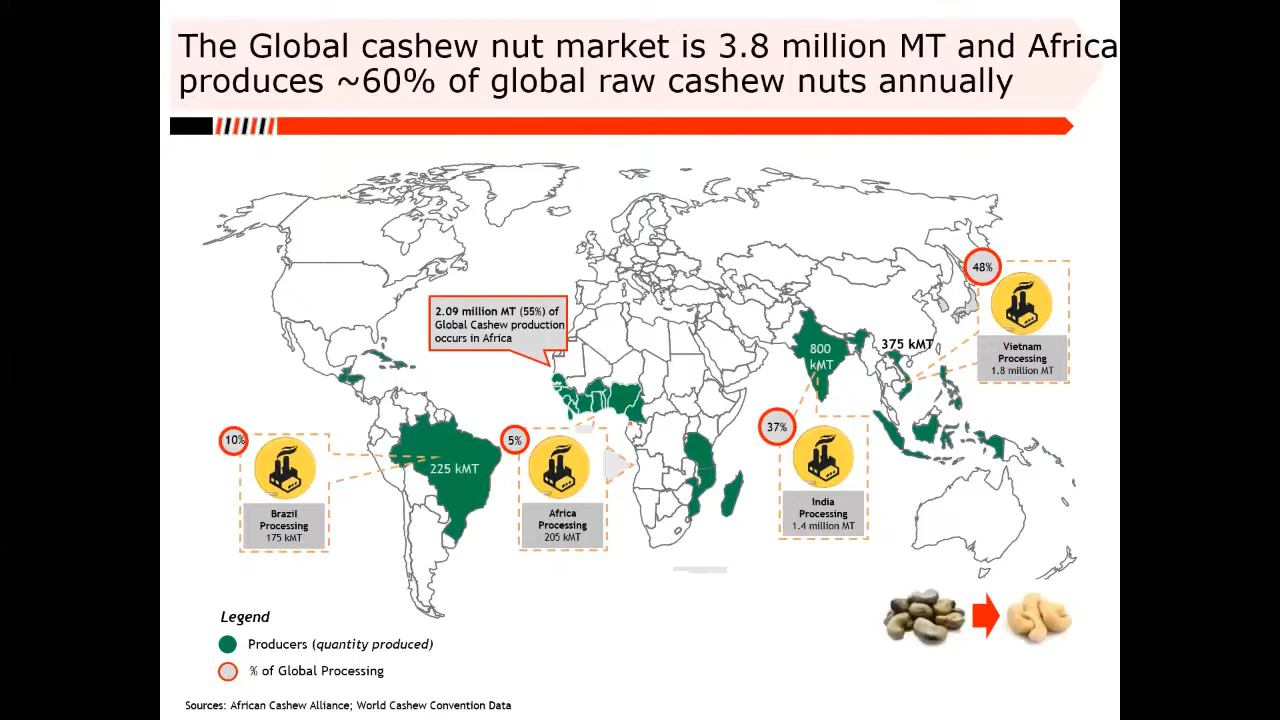 The Global cashew nut market is 3.8 million MT and Africa
produces ~60% of global raw cashew nuts annually
48%
2.09 million MT (55%) of
Global Cashew production
occurs in Africa
800
kMT
375 kMT
Vietnam
Processing
1.8 million MT
10%
225 kMT
5%
37%
Brazil
Processing
175 kMT
Africa
Processing
205 kMT
India
Processing
1.4 million MT
Legend
Producers (quantity produced)
% of Global Processing
Sources: African Cashew Alliance; World Cashew Convention Data